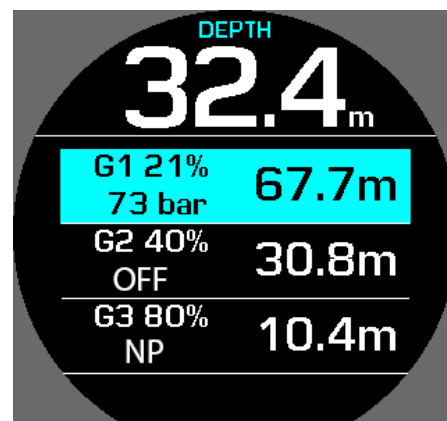 DEPTH
32.4m
G1 21% 67.7m
73 bar
G2 40% 30.8m
OFF
G3 80% 10.4m
NP